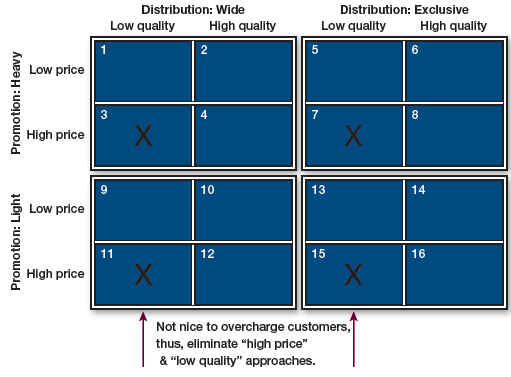 Distribution: Wide
Distribution: Exclusive
Low quality
High quality
Low quality
High quality
Promotion: Heavy
Low price
1
2
5
6
High price
3
X
4
7
X
8
Promotion: Light
Low price
9
10
13
14
High price
11
X
12
15
X
16
Not nice to overcharge customers,
thus, eliminate “high price”
& “low quality” approaches.